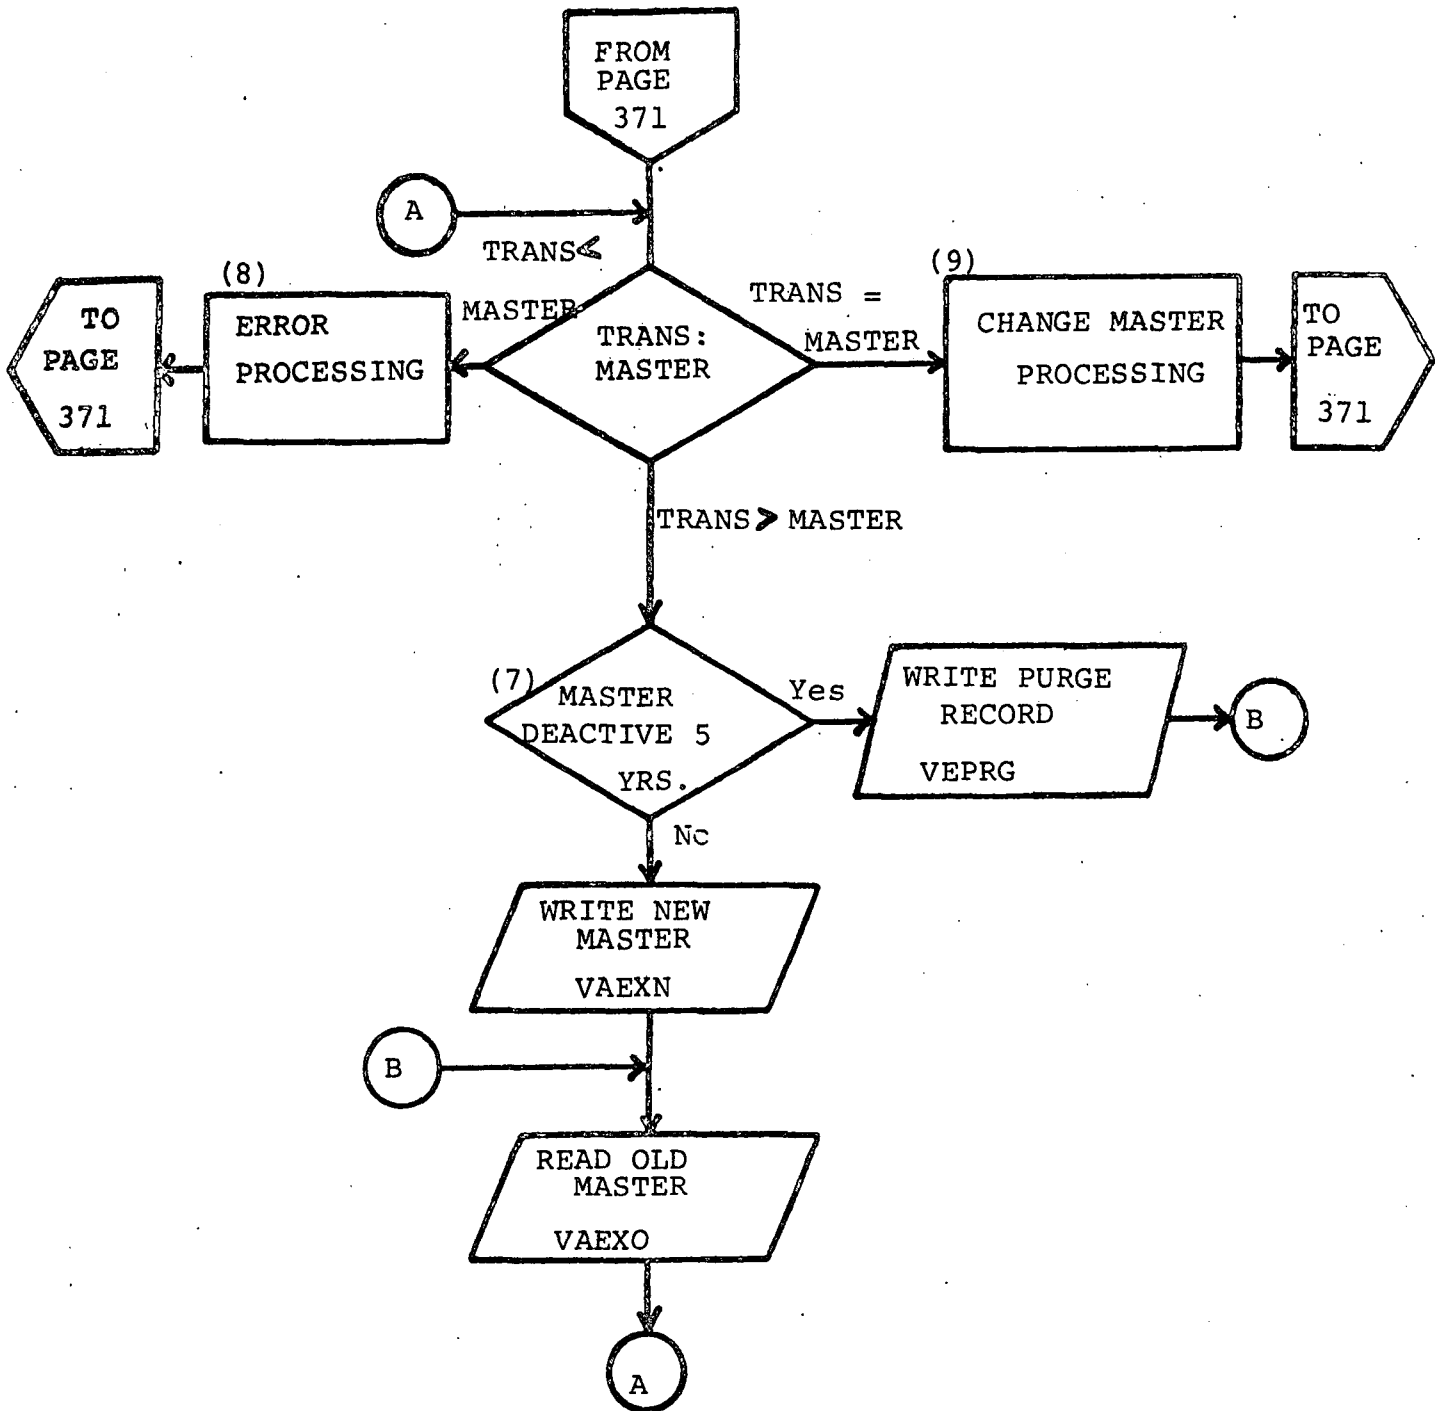 FROM
PAGE
371
A
TRANS<
MASTER
(8)
ERROR
PROCESSING
TO
PAGE
371
TRANS:
MASTER
TRANS =
MASTER
(9)
CHANGE MASTER
PROCESSING
TO
PAGE
371
TRANS > MASTER
(7)
MASTER
DEACTIVE 5
YRS.
Yes
WRITE PURGE
RECORD
VEPRG
B
No
WRITE NEW
MASTER
VAEXN
B
READ OLD
MASTER
VAEXO
A